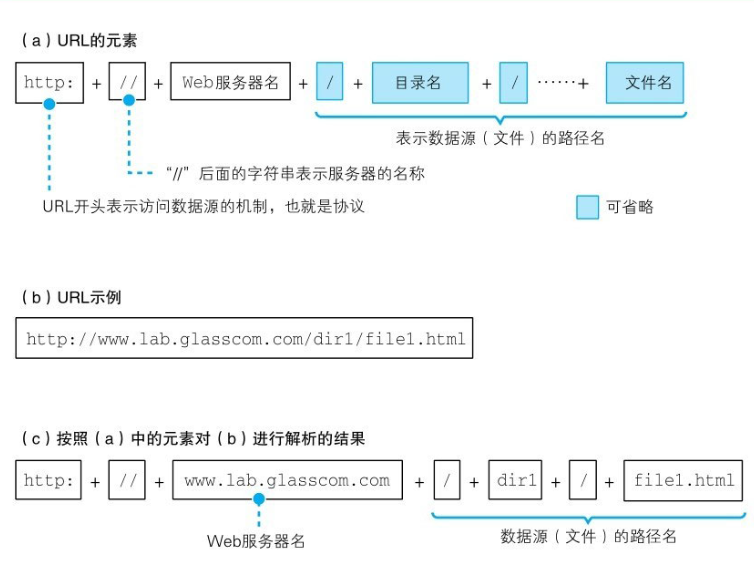 （a）URL的元素
http: + // + Web服务器名 + / + 目录名 + / ……+ 文件名
表示数据源（文件）的路径名
“//”后面的字符串表示服务器的名称
URL开头表示访问数据源的机制，也就是协议
可省略
（b）URL示例
http://www.lab.glasscom.com/dir1/file1.html
（c）按照（a）中的元素对（b）进行解析的结果
http: + // + www.lab.glasscom.com + / + dir1 + / + file1.html
Web服务器名
数据源（文件）的路径名